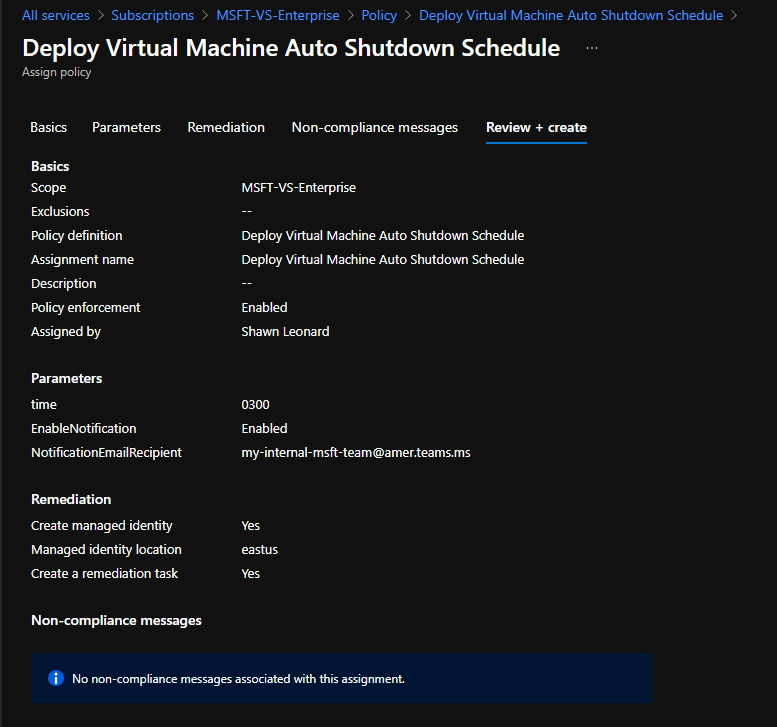 All services > Subscriptions > MSFT-VS-Enterprise > Policy > Deploy Virtual Machine Auto Shutdown Schedule >
Deploy Virtual Machine Auto Shutdown Schedule ...
Assign policy
Basics Parameters Remediation Non-compliance messages Review + create
Basics
Scope MSFT-VS-Enterprise
Exclusions --
Policy definition Deploy Virtual Machine Auto Shutdown Schedule
Assignment name Deploy Virtual Machine Auto Shutdown Schedule
Description --
Policy enforcement Enabled
Assigned by Shawn Leonard
Parameters
time 0300
EnableNotification Enabled
NotificationEmailRecipient my-internal-msft-team@amer.teams.ms
Remediation
Create managed identity Yes
Managed identity location eastus
Create a remediation task Yes
Non-compliance messages
No non-compliance messages associated with this assignment.